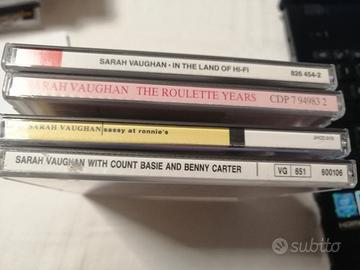 SARAH VAUGHAN • IN THE LAND OF HI-FI 826 454-2
SARAH VAUGHAN THE ROULETTE YEARS CDP 7 94983 2
SARAH VAUGHAN sassy at ronnie's
SARAH VAUGHAN WITH COUNT BASIE AND BENNY CARTER VG 651 600106
subito